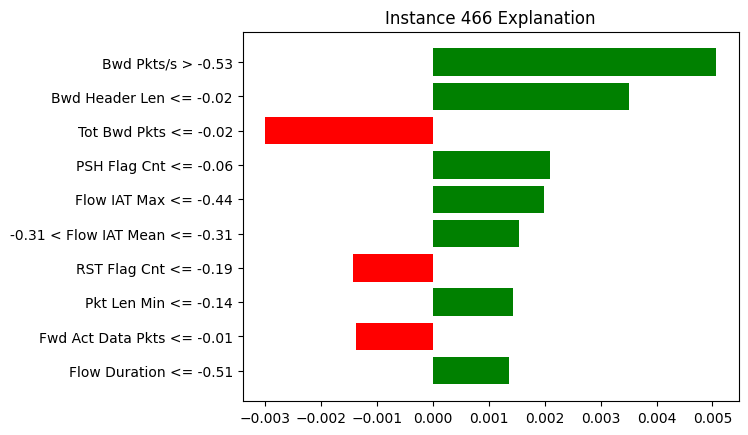 Instance 466 Explanation
Bwd Pkts/s > -0.53
Bwd Header Len <= -0.02
Tot Bwd Pkts <= -0.02
PSH Flag Cnt <= -0.06
Flow IAT Max <= -0.44
-0.31 < Flow IAT Mean <= -0.31
RST Flag Cnt <= -0.19
Pkt Len Min <= -0.14
Fwd Act Data Pkts <= -0.01
Flow Duration <= -0.51
−0.003 −0.002 −0.001 0.000 0.001 0.002 0.003 0.004 0.005